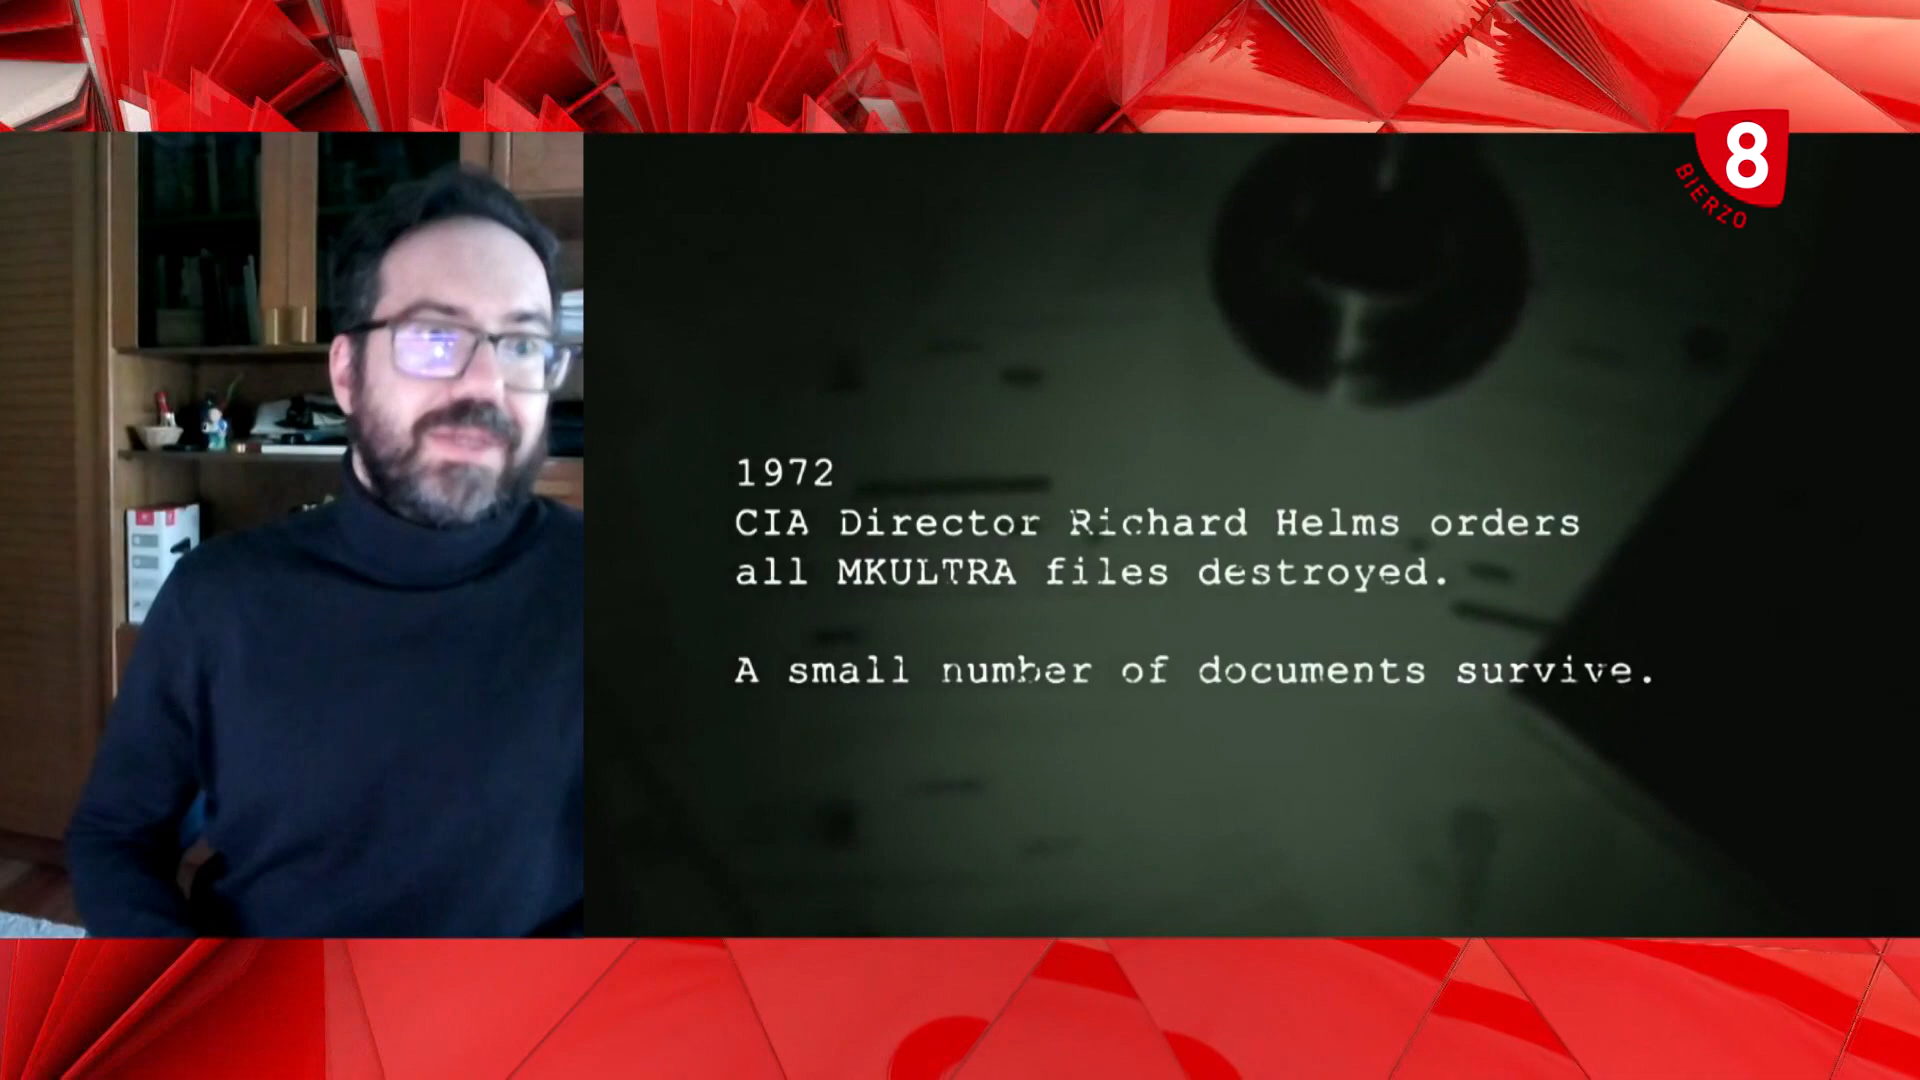 8
BIERZO
1972
CIA Director Richard Helms orders
all MKULTRA files destroyed.
A small number of documents survive.